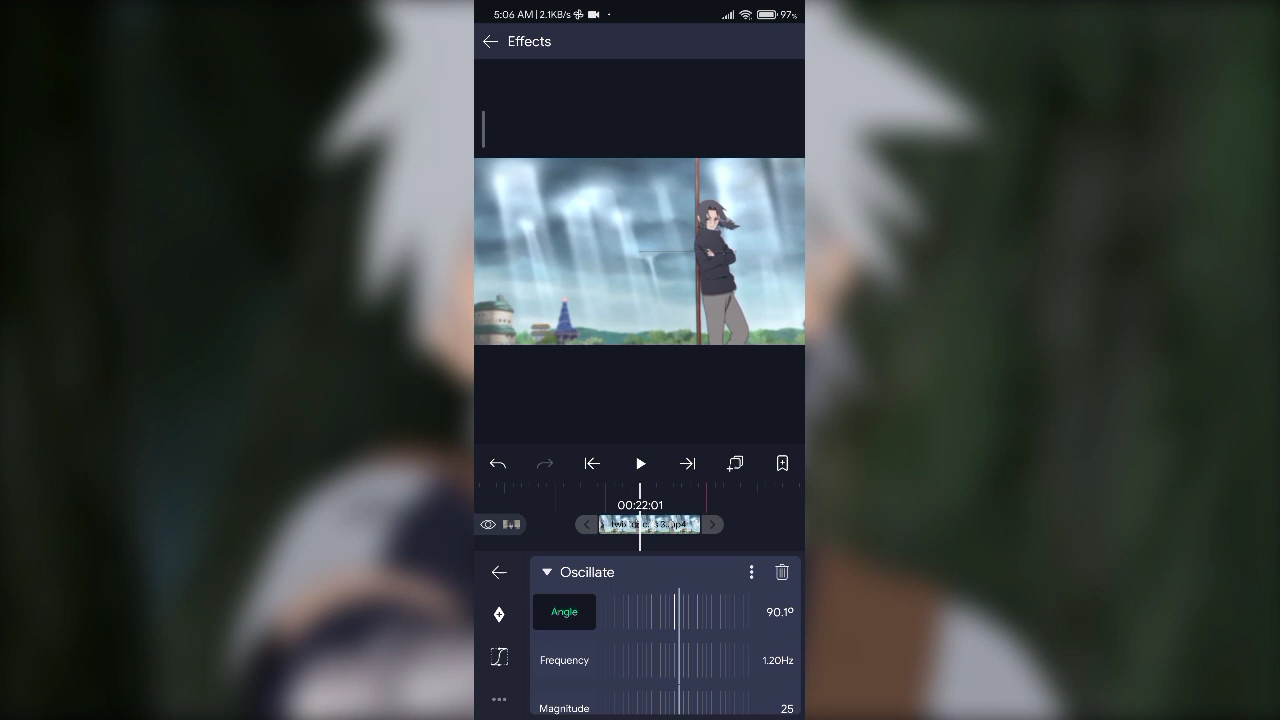 5:06 AM | 2.1KB/s
97%
Effects
00:22:01
Oscillate
Angle
90.1º
Frequency
1.20Hz
Magnitude
25